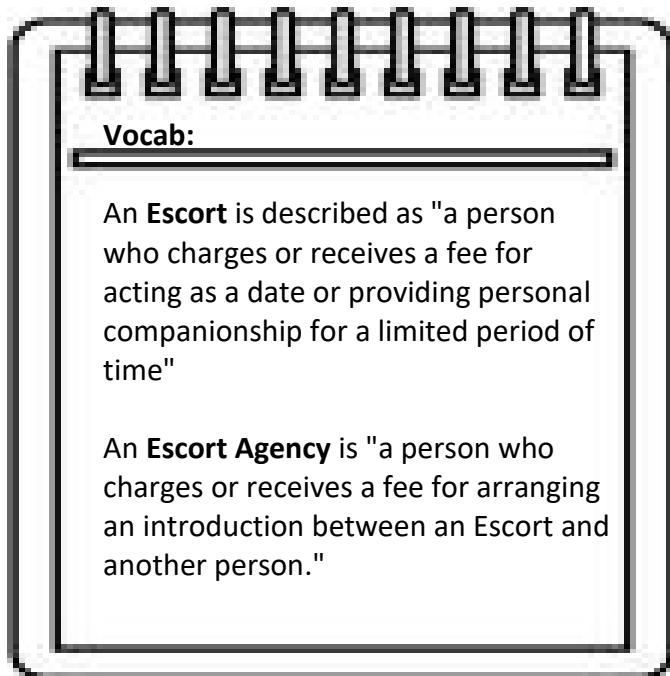 Vocab:
An Escort is described as "a person
who charges or receives a fee for
acting as a date or providing personal
companionship for a limited period of
time"
An Escort Agency is "a person who
charges or receives a fee for arranging
an introduction between an Escort and
another person."